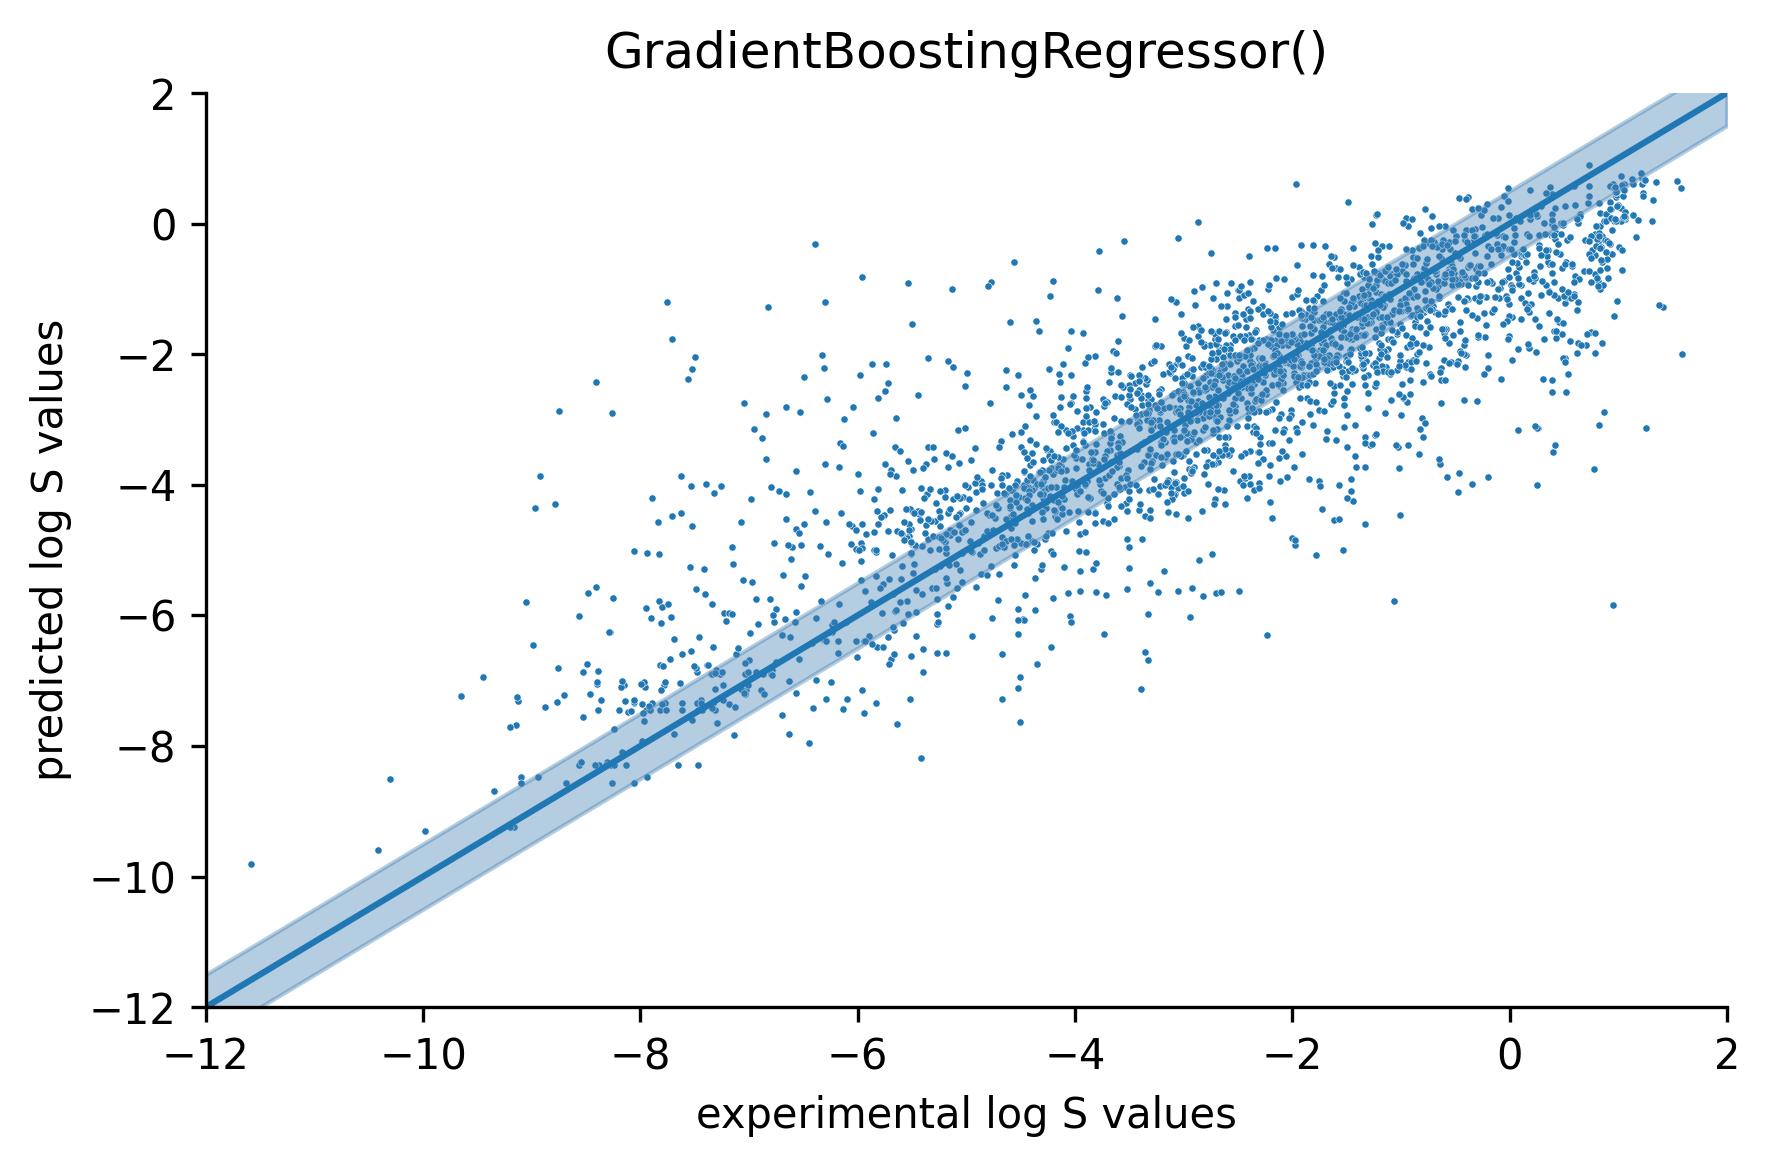 GradientBoostingRegressor()
2
0
−2
−4
−6
−8
−10
−12
predicted log S values
−12 −10 −8 −6 −4 −2 0 2
experimental log S values